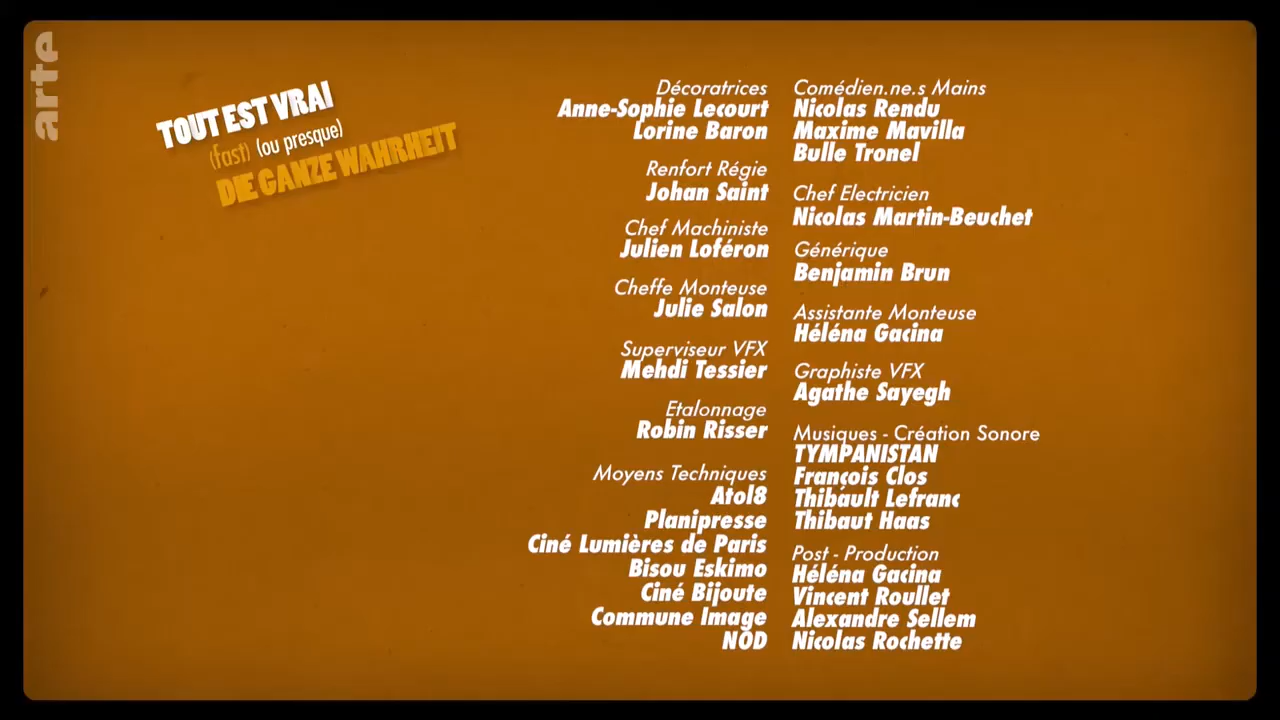 arte
TOUT EST VRAI
(fast) (ou presque)
DIE GANZE WAHRHEIT
Décoratrices
Anne-Sophie Lecourt
Lorine Baron
Renfort Régie
Johan Saint
Chef Machiniste
Julien Loféron
Cheffe Monteuse
Julie Salon
Superviseur VFX
Mehdi Tessier
Etalonnage
Robin Risser
Moyens Techniques
Atol8
Planipresse
Ciné Lumières de Paris
Bisou Eskimo
Ciné Bijoute
Commune Image
NOD
Comédien.ne.s Mains
Nicolas Rendu
Maxime Mavilla
Bulle Tronel
Chef Electricien
Nicolas Martin-Beuchet
Générique
Benjamin Brun
Assistante Monteuse
Héléna Gacina
Graphiste VFX
Agathe Sayegh
Musiques - Création Sonore
TYMPANISTAN
François Clos
Thibault Lefranc
Thibaut Haas
Post - Production
Héléna Gacina
Vincent Roullet
Alexandre Sellem
Nicolas Rochette